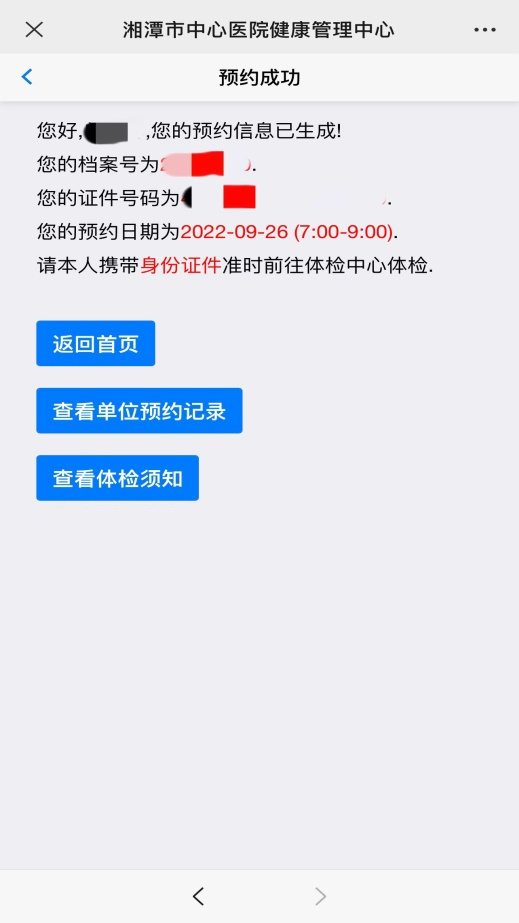 湘潭市中心医院健康管理中心
预约成功
您好, ,您的预约信息已生成!
您的档案号为 .
您的证件号码为 .
您的预约日期为2022-09-26 (7:00-9:00).
请本人携带身份证件准时前往体检中心体检.
返回首页
查看单位预约记录
查看体检须知